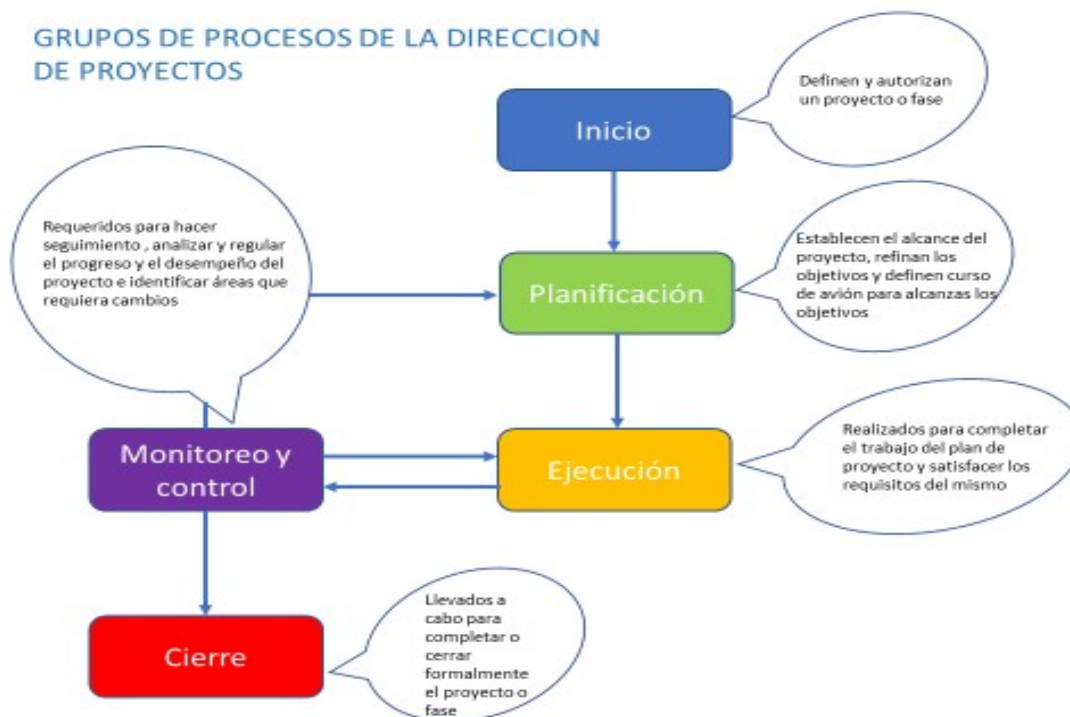 GRUPOS DE PROCESOS DE LA DIRECCION
DE PROYECTOS
Definen y autorizan
un proyecto o fase
Inicio
Requeridos para hacer
seguimiento , analizar y regular
el progreso y el desempeño del
proyecto e identificar áreas que
requiera cambios
Establecen el alcance del
proyecto, refinan los
objetivos y definen curso
de avión para alcanzas los
objetivos
Planificación
Realizados para completar
el trabajo del plan de
proyecto y satisfacer los
requisitos del mismo
Monitoreo y
control
Ejecución
Llevados a
cabo para
completar o
cerrar
formalmente
el proyecto o
fase
Cierre